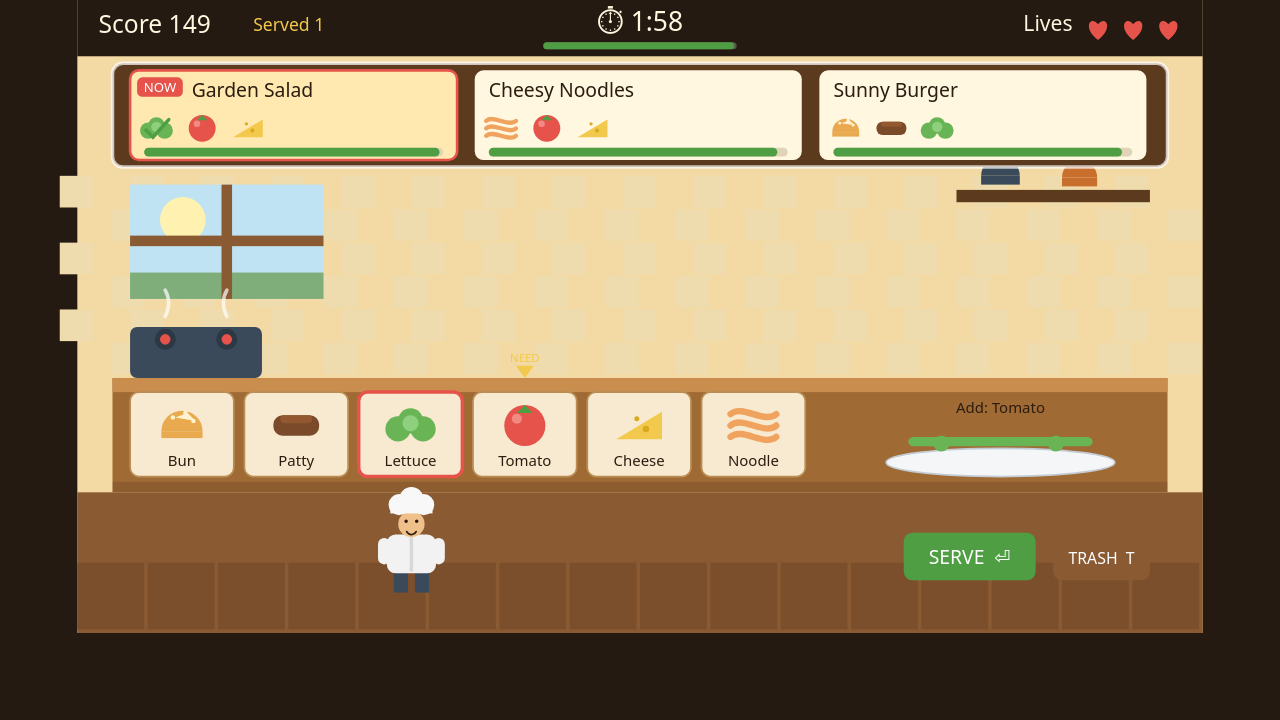 Score 149 Served 1 1:58 Lives
NOW Garden Salad Cheesy Noodles Sunny Burger
NEED
Add: Tomato
Bun Patty Lettuce Tomato Cheese Noodle
SERVE ⏎ TRASH T